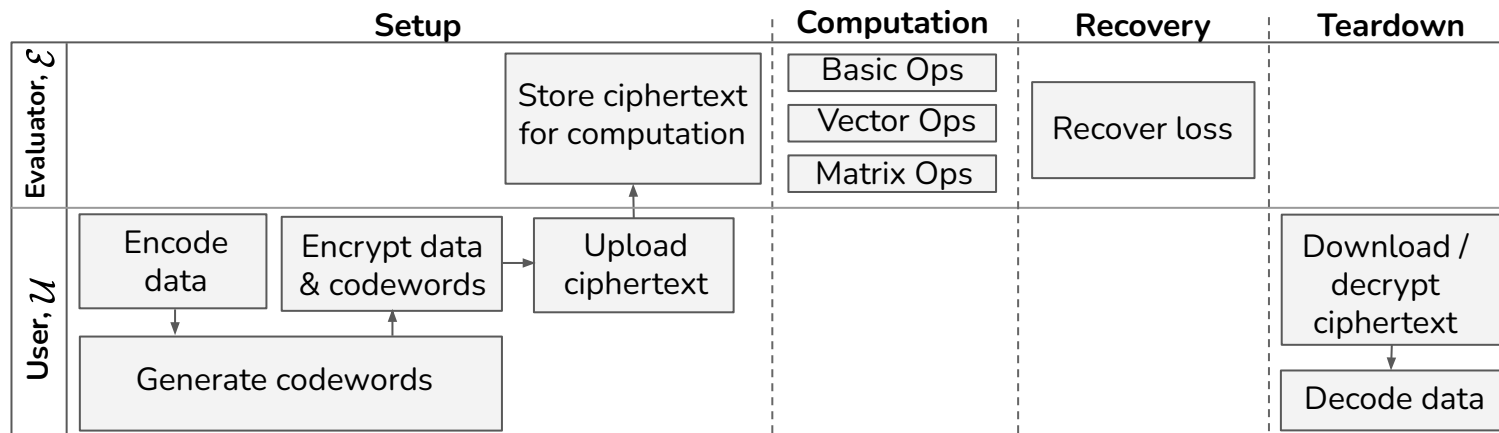 Setup
Computation
Recovery
Teardown
Evaluator, ℰ
Store ciphertext
for computation
Basic Ops
Vector Ops
Matrix Ops
Recover loss
User, 𝒰
Encode
data
Encrypt data
& codewords
Upload
ciphertext
Generate codewords
Download /
decrypt
ciphertext
Decode data